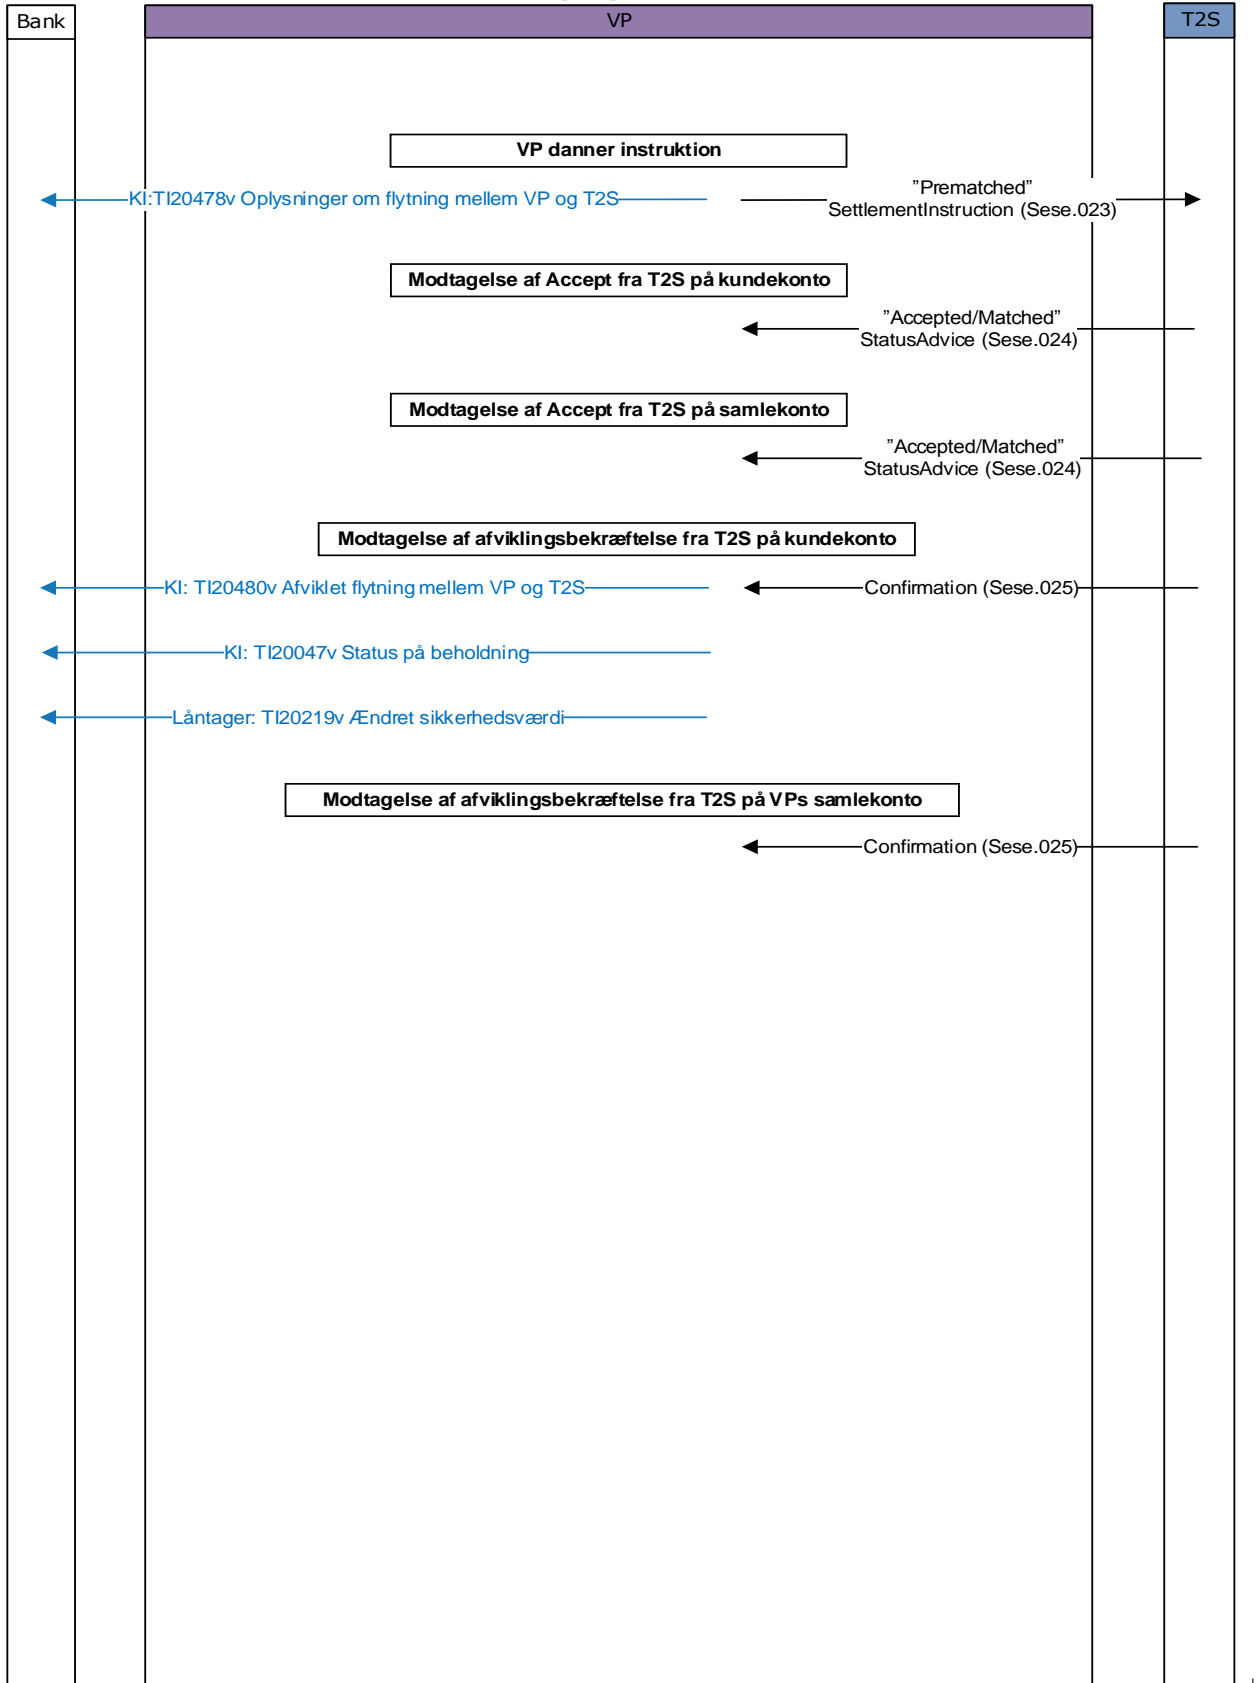 Bank
VP
T2S
VP danner instruktion
KI:TI20478v Oplysninger om flytning mellem VP og T2S
”Prematched”
SettlementInstruction (Sese.023)
Modtagelse af Accept fra T2S på kundekonto
”Accepted/Matched”
StatusAdvice (Sese.024)
Modtagelse af Accept fra T2S på samlekonto
”Accepted/Matched”
StatusAdvice (Sese.024)
Modtagelse af afviklingsbekræftelse fra T2S på kundekonto
KI: TI20480v Afviklet flytning mellem VP og T2S
Confirmation (Sese.025)
KI: TI20047v Status på beholdning
Låntager: TI20219v Ændret sikkerhedsværdi
Modtagelse af afviklingsbekræftelse fra T2S på VPs samlekonto
Confirmation (Sese.025)